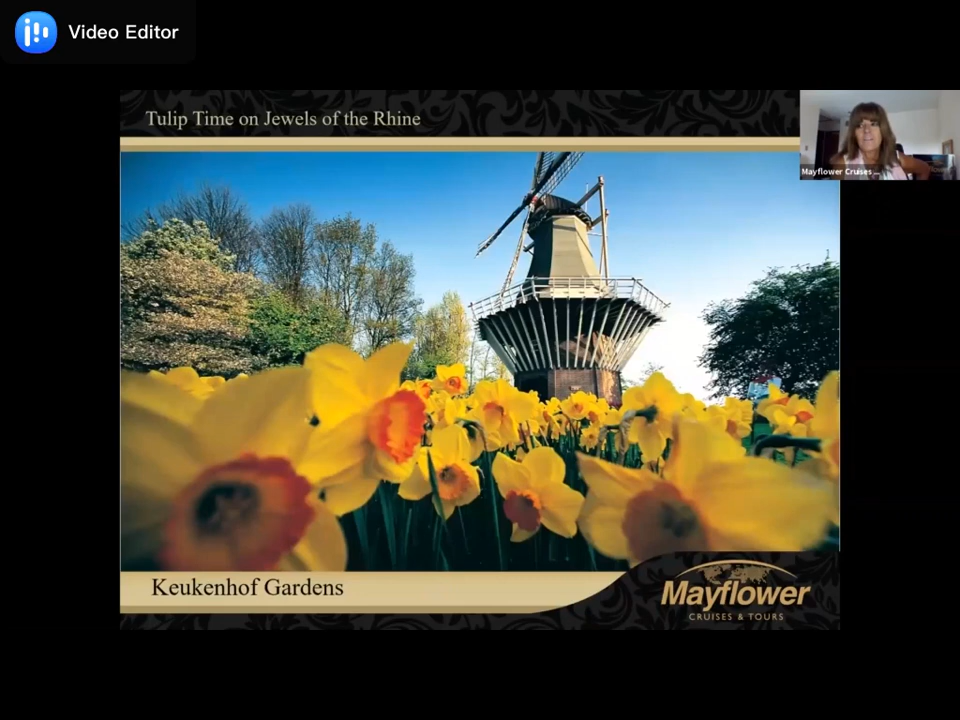 Video Editor
Tulip Time on Jewels of the Rhine
Mayflower Cruises ...
Keukenhof Gardens
Mayflower
CRUISES & TOURS